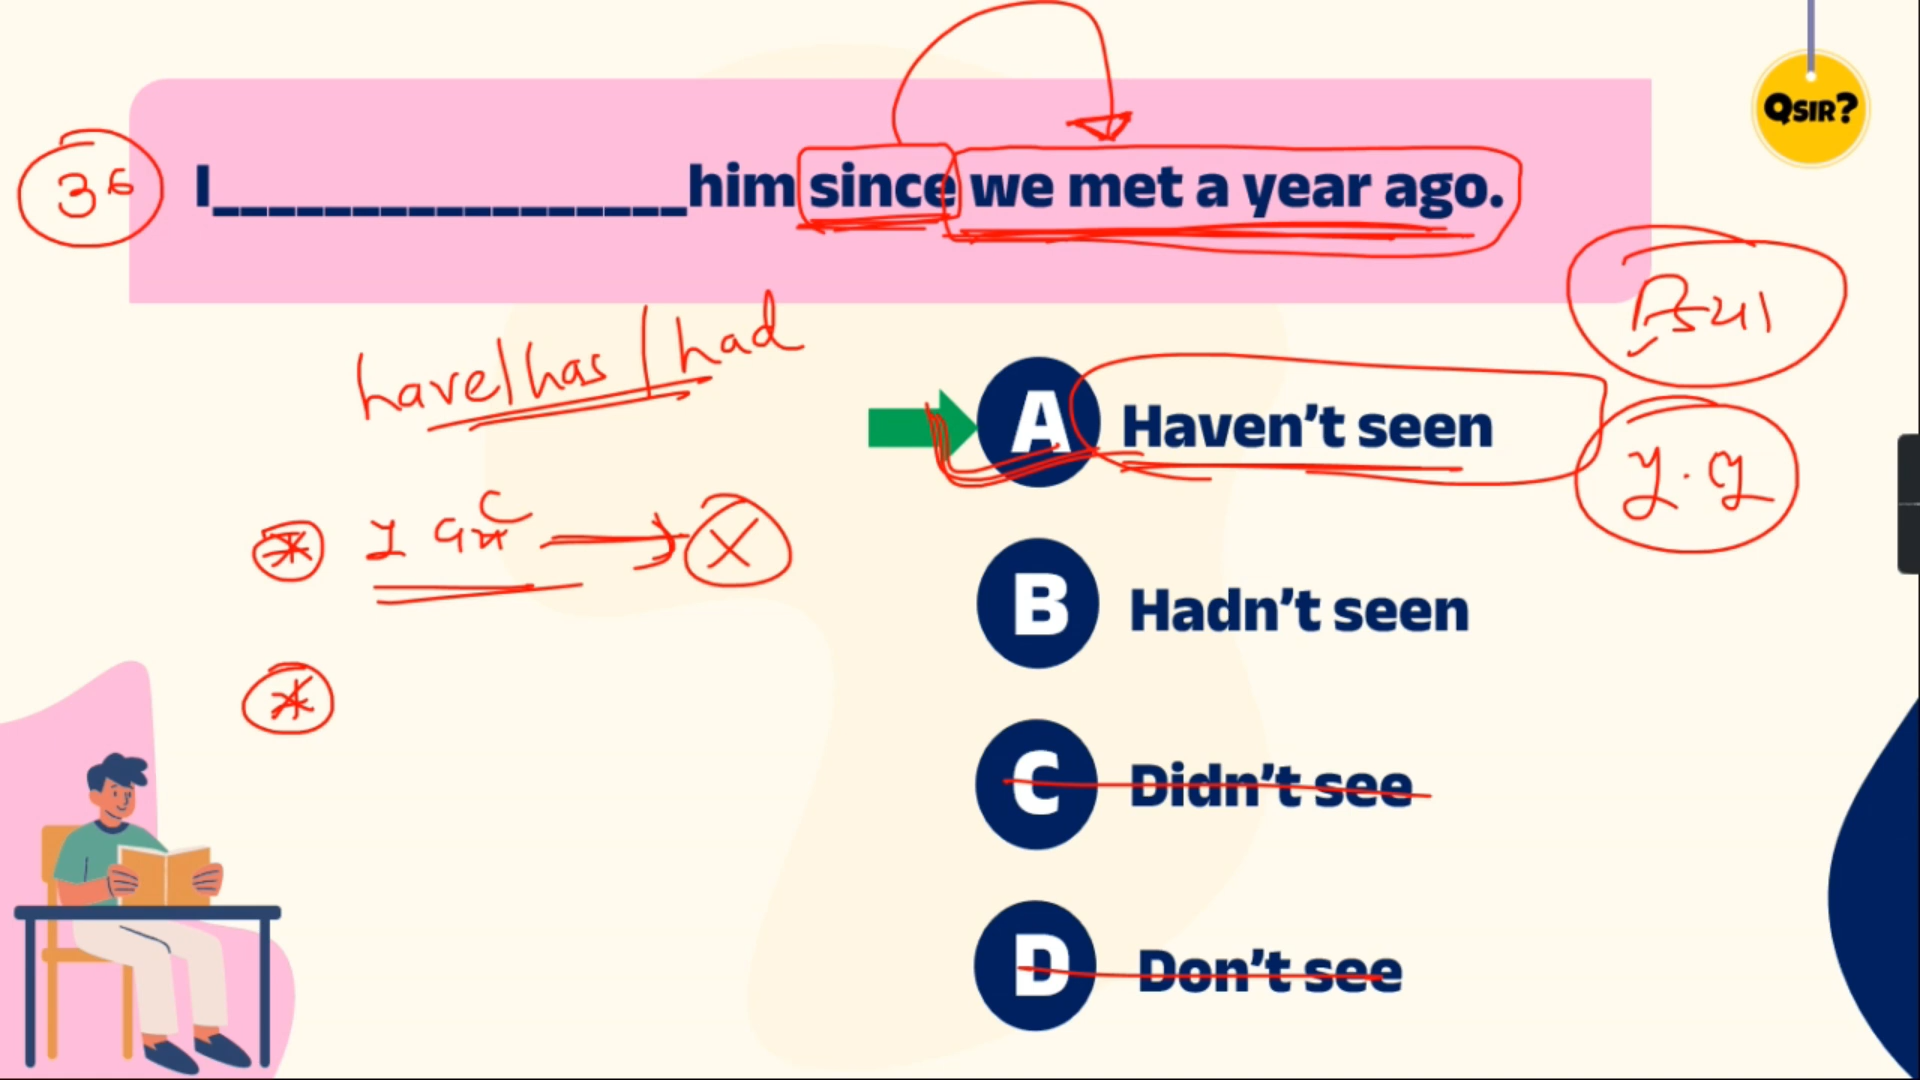 QSIR?
36
I________________him since we met a year ago.
have/has/had
A Haven't seen
B Hadn't seen
C Didn't see
D Don't see